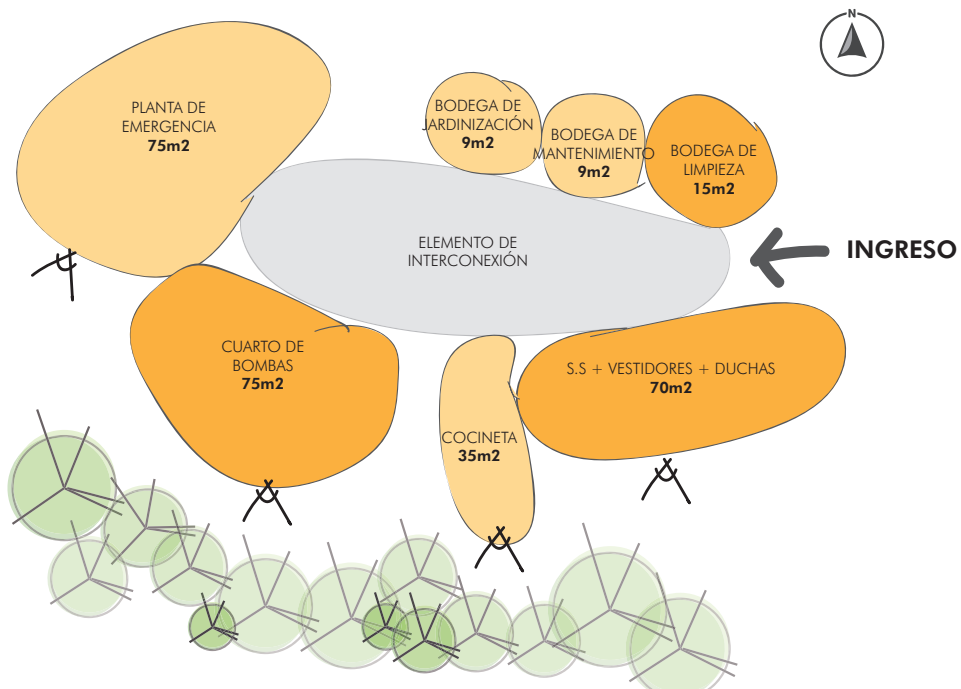 N
PLANTA DE
EMERGENCIA
75m2
BODEGA DE
JARDINIZACIÓN
9m2
BODEGA DE
MANTENIMIENTO
9m2
BODEGA DE
LIMPIEZA
15m2
ELEMENTO DE
INTERCONEXIÓN
INGRESO
CUARTO DE
BOMBAS
75m2
S.S + VESTIDORES + DUCHAS
70m2
COCINETA
35m2